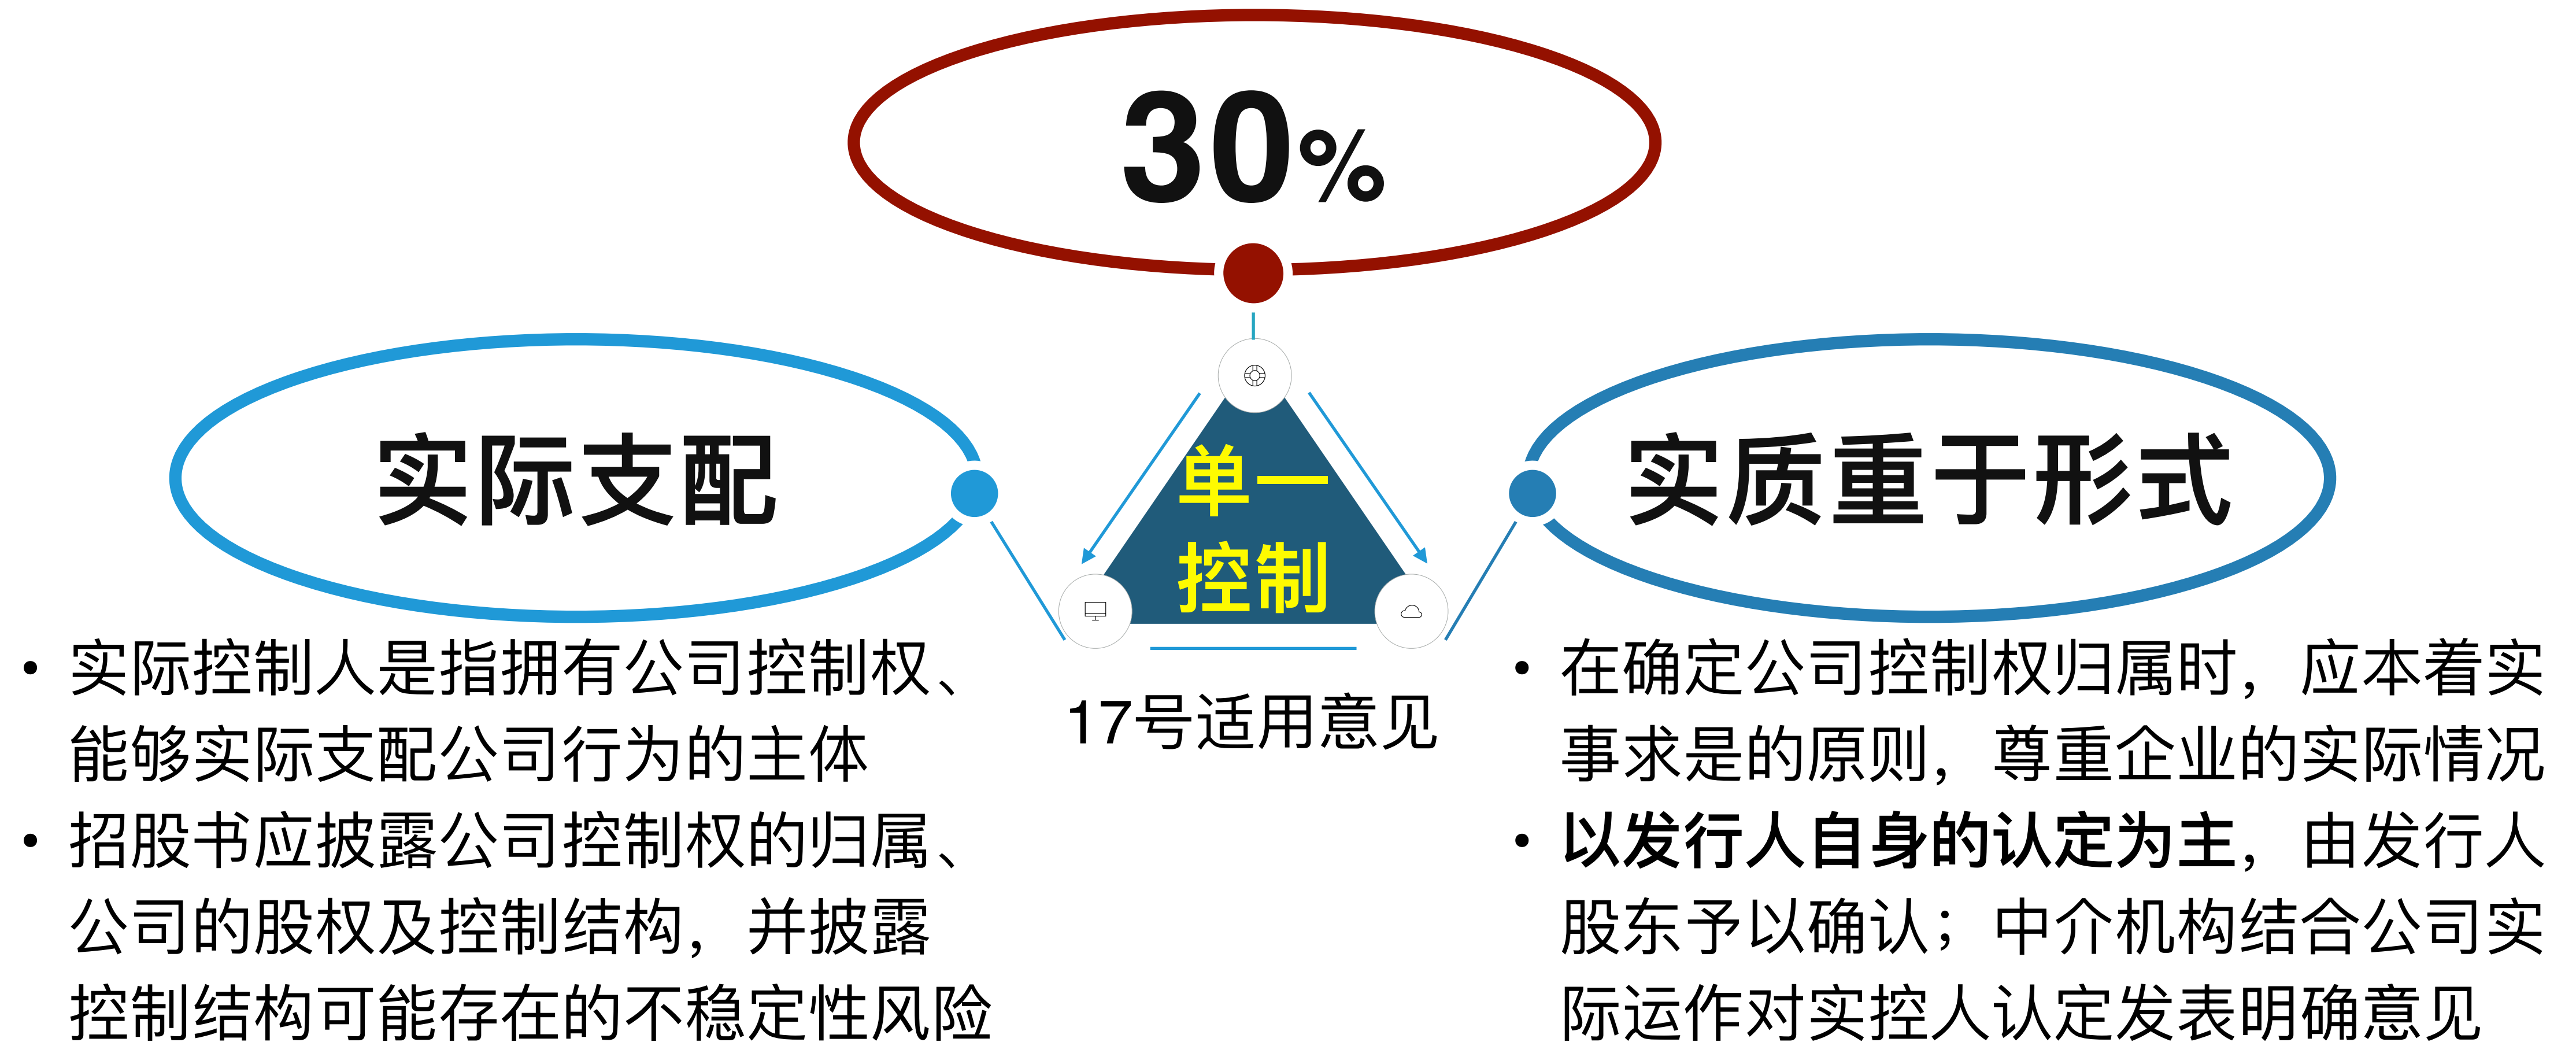 30%
实际支配
单一
控制
实质重于形式
17号适用意见
• 实际控制人是指拥有公司控制权、
能够实际支配公司行为的主体
• 招股书应披露公司控制权的归属、
公司的股权及控制结构，并披露
控制结构可能存在的不稳定性风险
• 在确定公司控制权归属时，应本着实
事求是的原则，尊重企业的实际情况
• 以发行人自身的认定为主，由发行人
股东予以确认；中介机构结合公司实
际运作对实控人认定发表明确意见